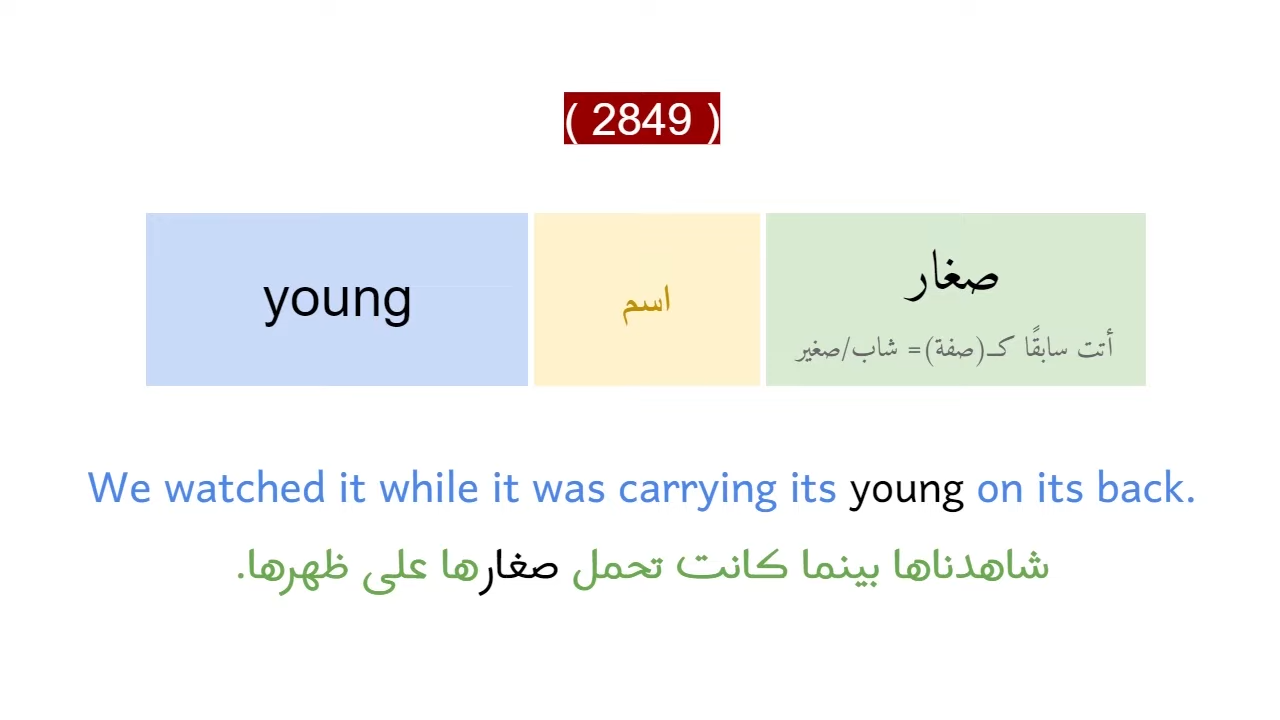 ( 2849 )
young
اسم
صغار
أتت سابقًا كـ(صفة)= شاب/صغير
We watched it while it was carrying its young on its back.
شاهدناها بينما كانت تحمل صغارها على ظهرها.